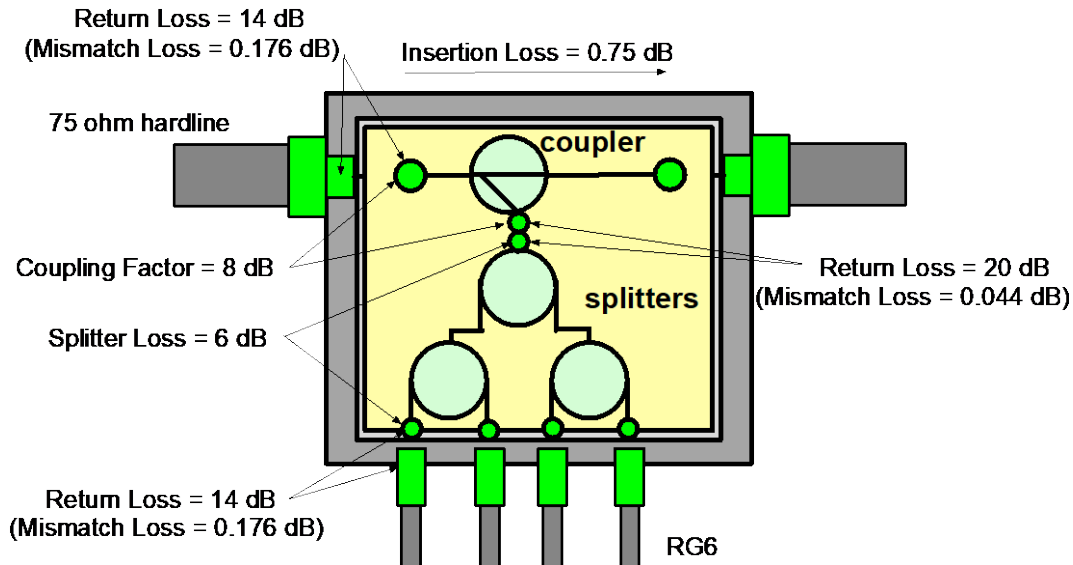 Return Loss = 14 dB
(Mismatch Loss = 0.176 dB)
Insertion Loss = 0.75 dB
75 ohm hardline
coupler
Coupling Factor = 8 dB
Return Loss = 20 dB
(Mismatch Loss = 0.044 dB)
splitters
Splitter Loss = 6 dB
Return Loss = 14 dB
(Mismatch Loss = 0.176 dB)
RG6